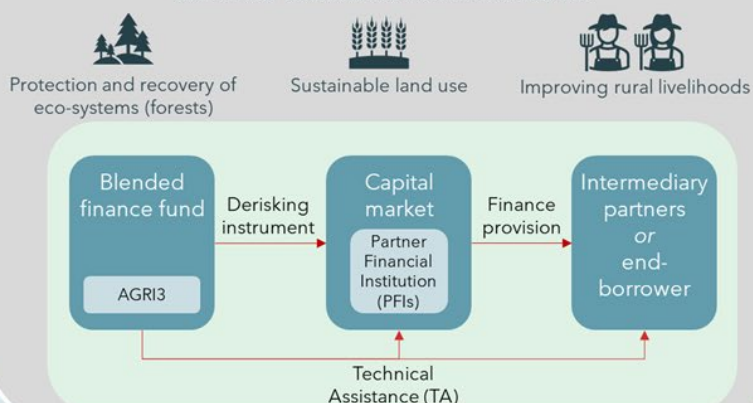 Protection and recovery of
eco-systems (forests)
Sustainable land use
Improving rural livelihoods
Blended
finance fund
AGRI3
Derisking
instrument
Capital
market
Partner
Financial
Institution
(PFIs)
Finance
provision
Intermediary
partners
or
end-
borrower
Technical
Assistance (TA)